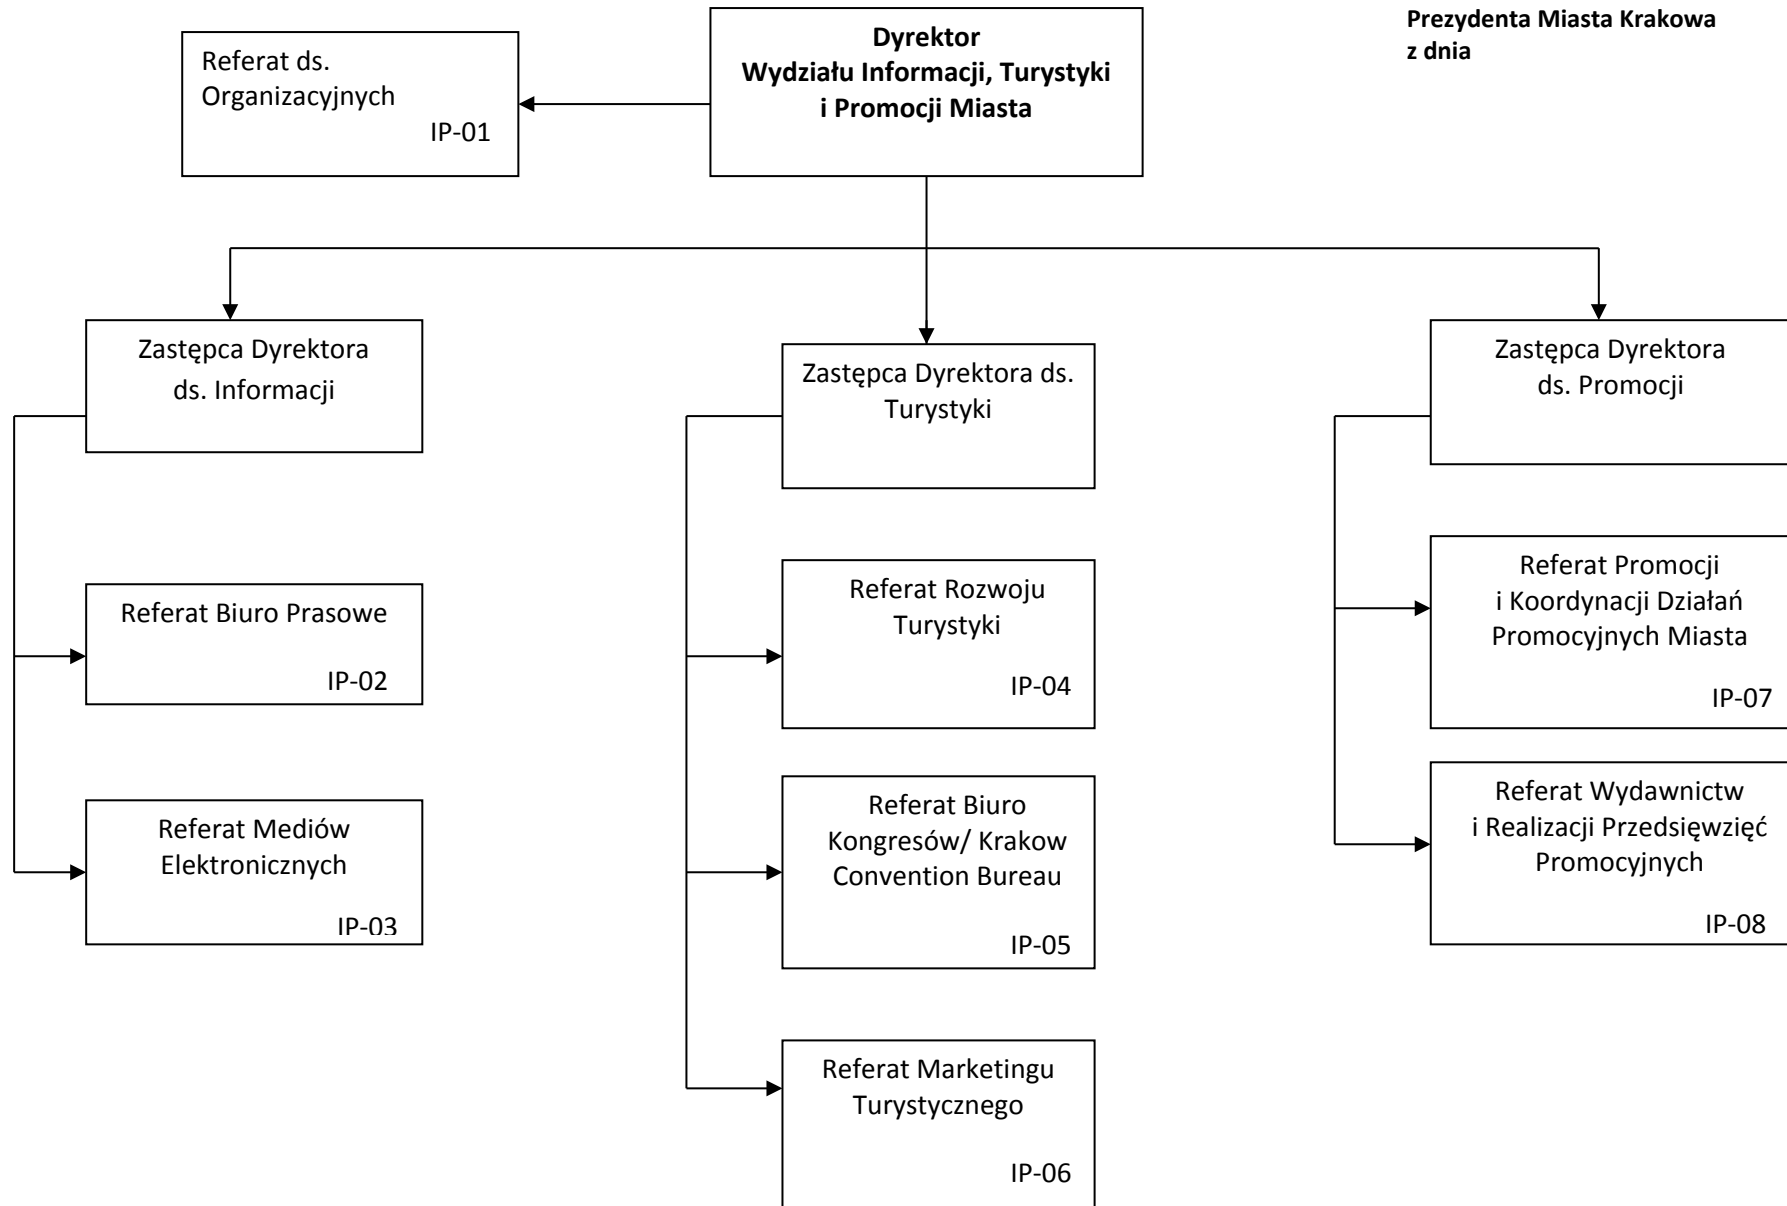 Prezydenta Miasta Krakowa
z dnia
Dyrektor
Wydziału Informacji, Turystyki
i Promocji Miasta
Referat ds.
Organizacyjnych
IP-01
Zastępca Dyrektora
ds. Informacji
Referat Biuro Prasowe
IP-02
Referat Mediów
Elektronicznych
IP-03
Zastępca Dyrektora ds.
Turystyki
Referat Rozwoju
Turystyki
IP-04
Referat Biuro
Kongresów/ Krakow
Convention Bureau
IP-05
Referat Marketingu
Turystycznego
IP-06
Zastępca Dyrektora
ds. Promocji
Referat Promocji
i Koordynacji Działań
Promocyjnych Miasta
IP-07
Referat Wydawnictw
i Realizacji Przedsięwzięć
Promocyjnych
IP-08